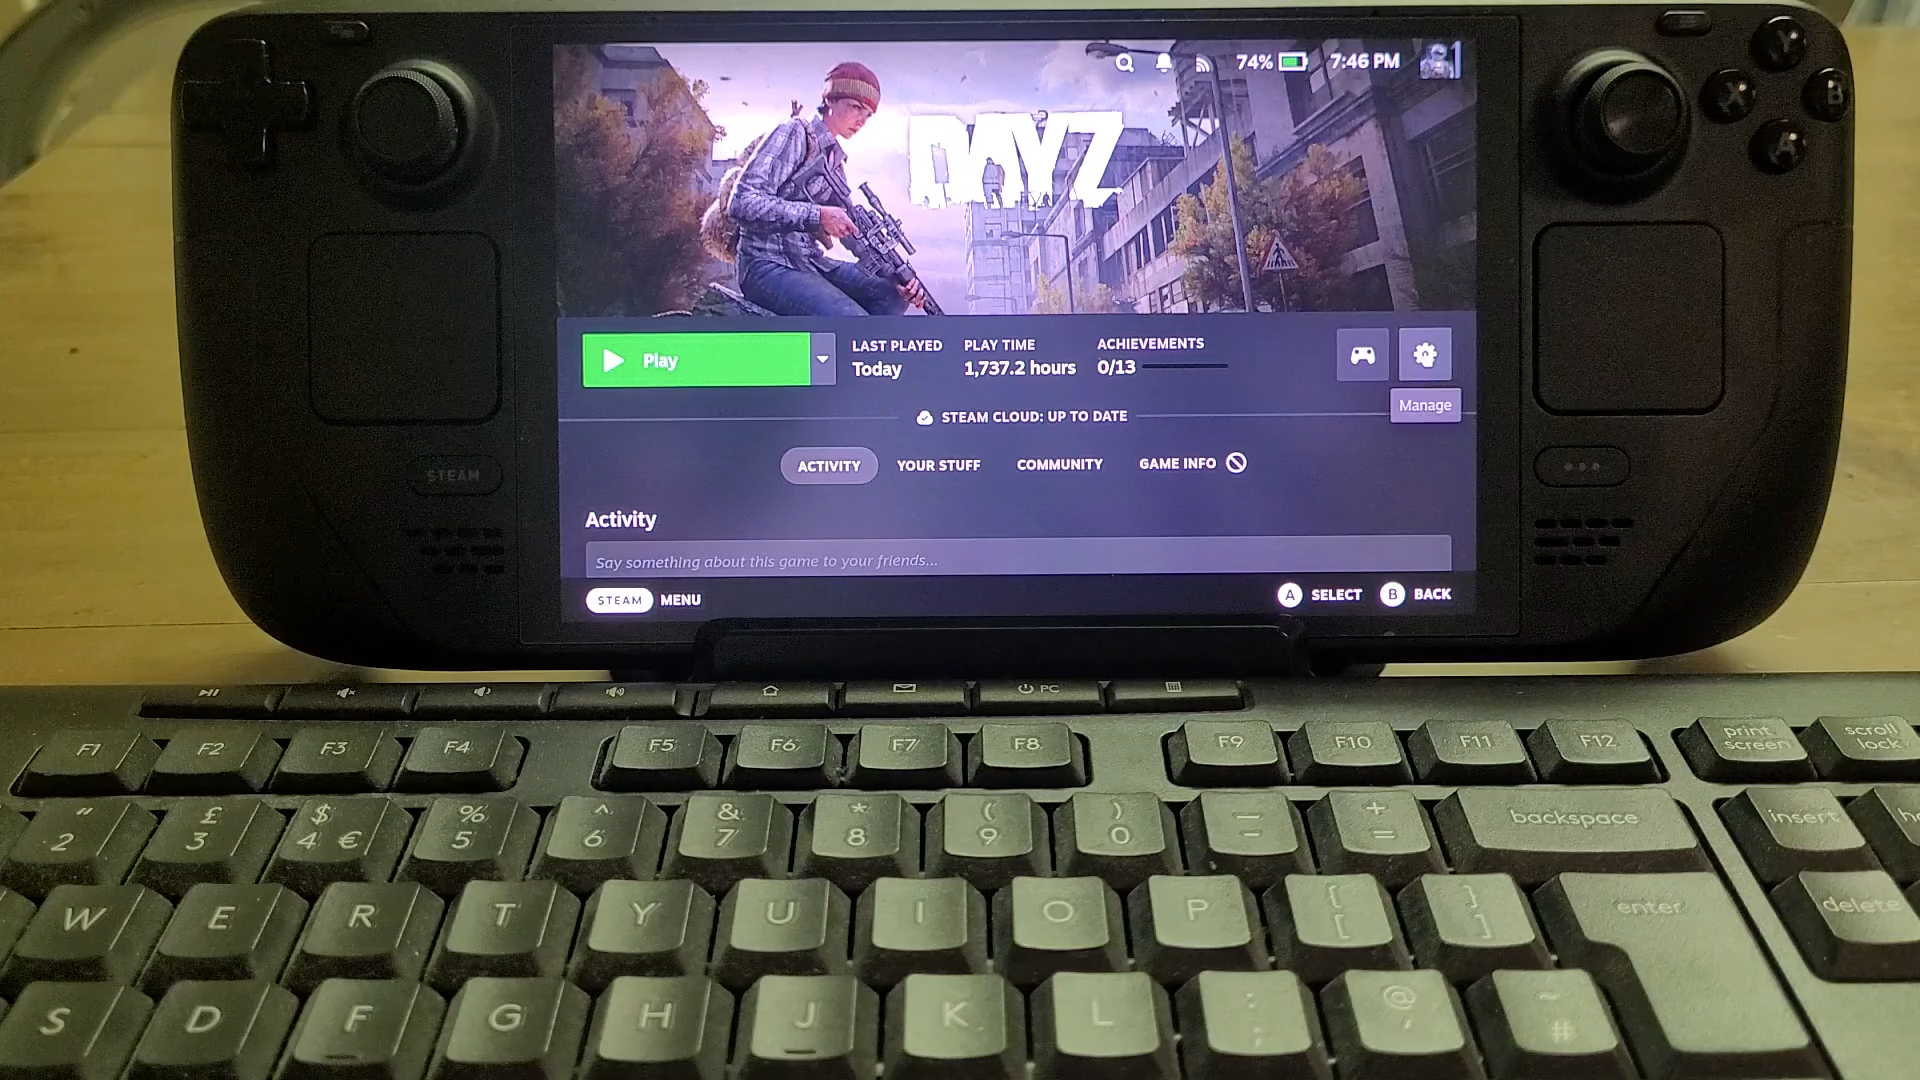 74% 7:46 PM
Y
X B
A
DAYZ
Play
LAST PLAYED
Today
PLAY TIME
1,737.2 hours
ACHIEVEMENTS
0/13
Manage
STEAM CLOUD: UP TO DATE
ACTIVITY YOUR STUFF COMMUNITY GAME INFO
STEAM
Activity
Say something about this game to your friends...
STEAM MENU
A SELECT B BACK
PC
F1 F2 F3 F4 F5 F6 F7 F8 F9 F10 F11 F12 print screen scroll lock
" 2 £ 3 $ 4 € % 5 ^ 6 & 7 * 8 ( 9 ) 0 _ - + = backspace insert
W E R T Y U I O P { [ } ] enter delete
S D F G H J K L : ; @ ' ~ #